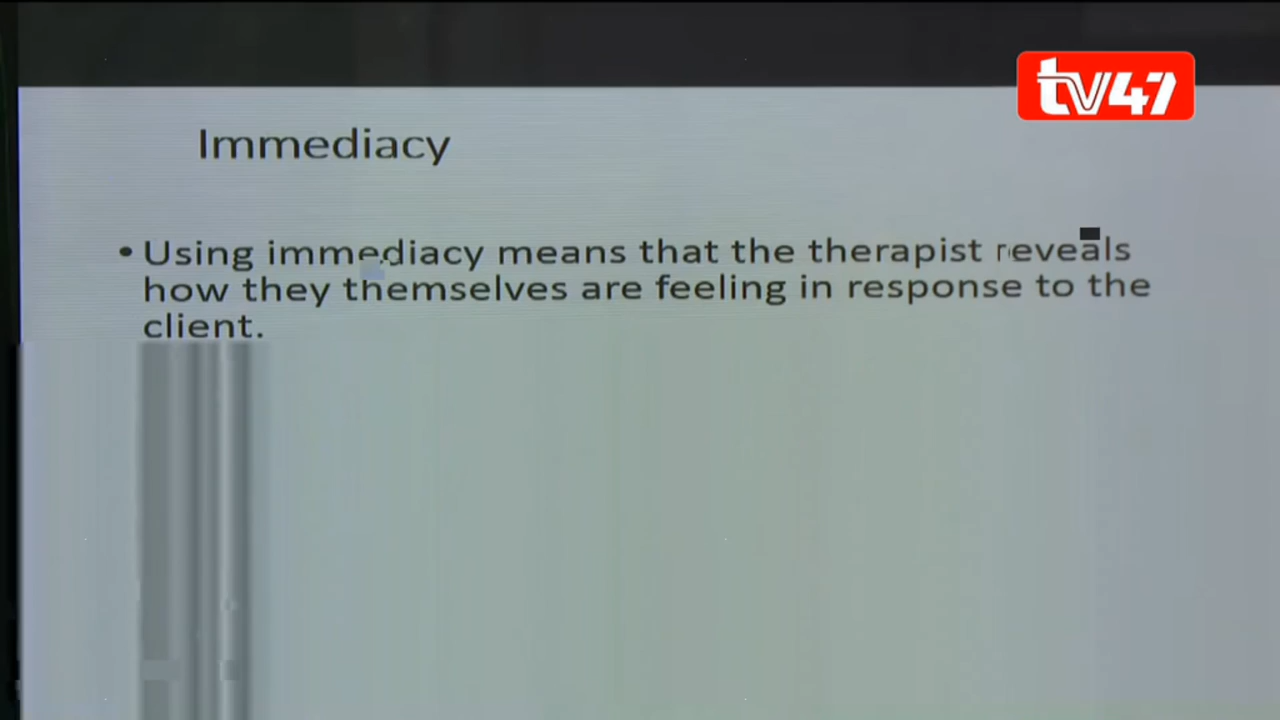 tv47
Immediacy
• Using immediacy means that the therapist reveals
how they themselves are feeling in response to the
client.